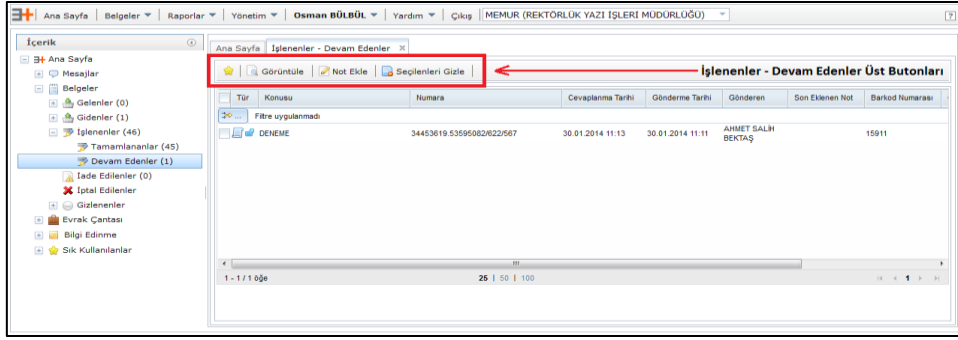 Ana Sayfa Belgeler Raporlar Yönetim Osman BÜLBÜL Yardım Çıkış MEMUR (REKTÖRLÜK YAZI İŞLERİ MÜDÜRLÜĞÜ) ?
İçerik
Ana Sayfa
Mesajlar
Belgeler
Gelenler (0)
Gidenler (1)
İşlenenler (46)
Tamamlananlar (45)
Devam Edenler (1)
İade Edilenler (0)
İptal Edilenler
Gizlenenler
Evrak Çantası
Bilgi Edinme
Sık Kullanılanlar
Ana Sayfa İşlenenler - Devam Edenler ×
Görüntüle Not Ekle Seçilenleri Gizle İşlenenler - Devam Edenler Üst Butonları
Tür Konusu Numara Cevaplanma Tarihi Gönderme Tarihi Gönderen Son Eklenen Not Barkod Numarası
... Filtre uygulanmadı
DENEME 34453619.53595082/622/567 30.01.2014 11:13 30.01.2014 11:11 AHMET SALİH BEKTAŞ 15911
1 - 1 / 1 öğe 25 | 50 | 100 1